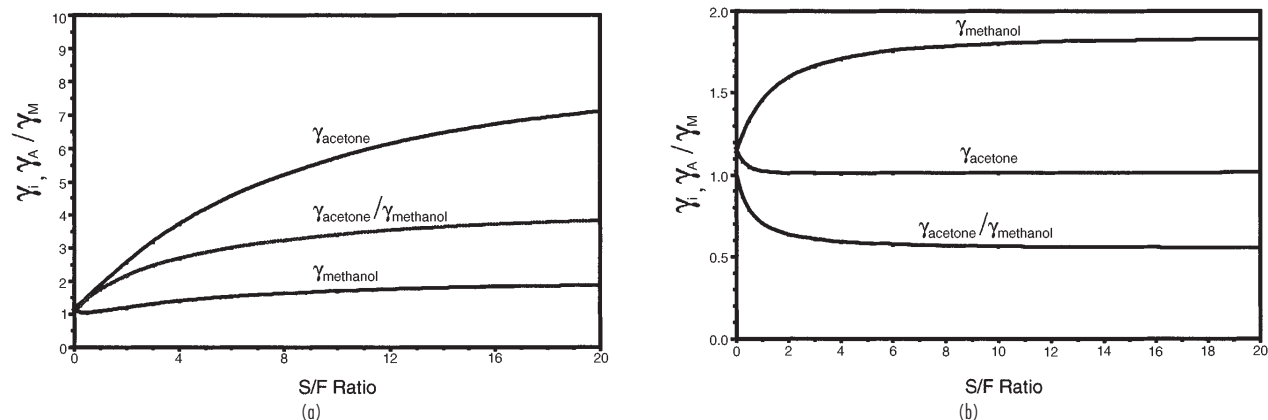 10
9
8
7
6
5
4
3
2
1
0
γi, γA / γM
γacetone
γacetone/γmethanol
γmethanol
0 4 8 12 16 20
S/F Ratio
(a)
2.0
1.5
1.0
0.5
0.0
γi, γA / γM
γmethanol
γacetone
γacetone/γmethanol
0 2 4 6 8 10 12 14 16 18 20
S/F Ratio
(b)